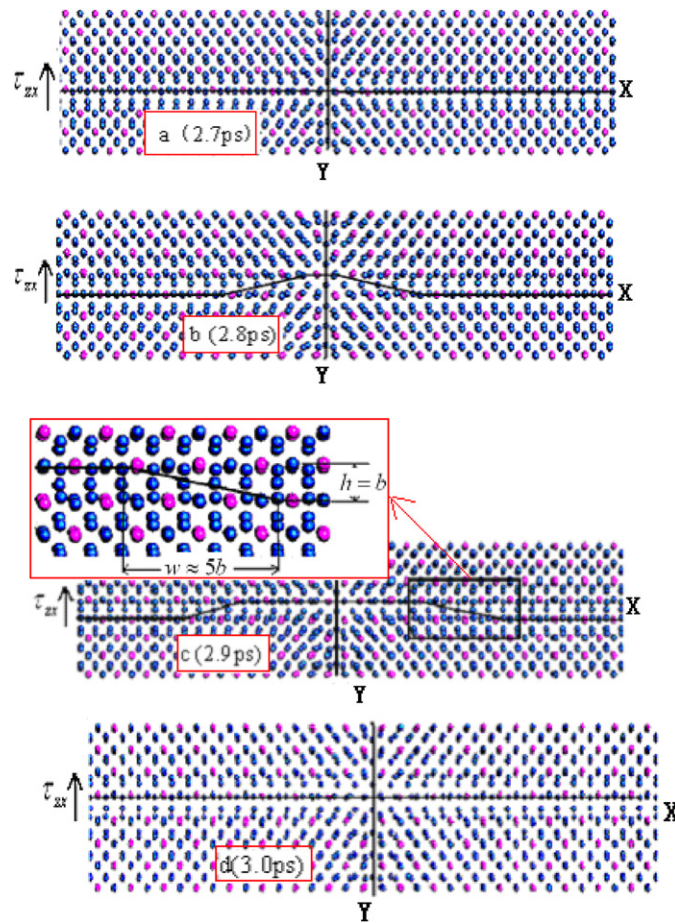 τzx
X
a (2.7ps)
Y
τzx
X
b (2.8ps)
Y
h = b
w ≈ 5b
τzx
X
c (2.9ps)
Y
τzx
X
d(3.0ps)
Y